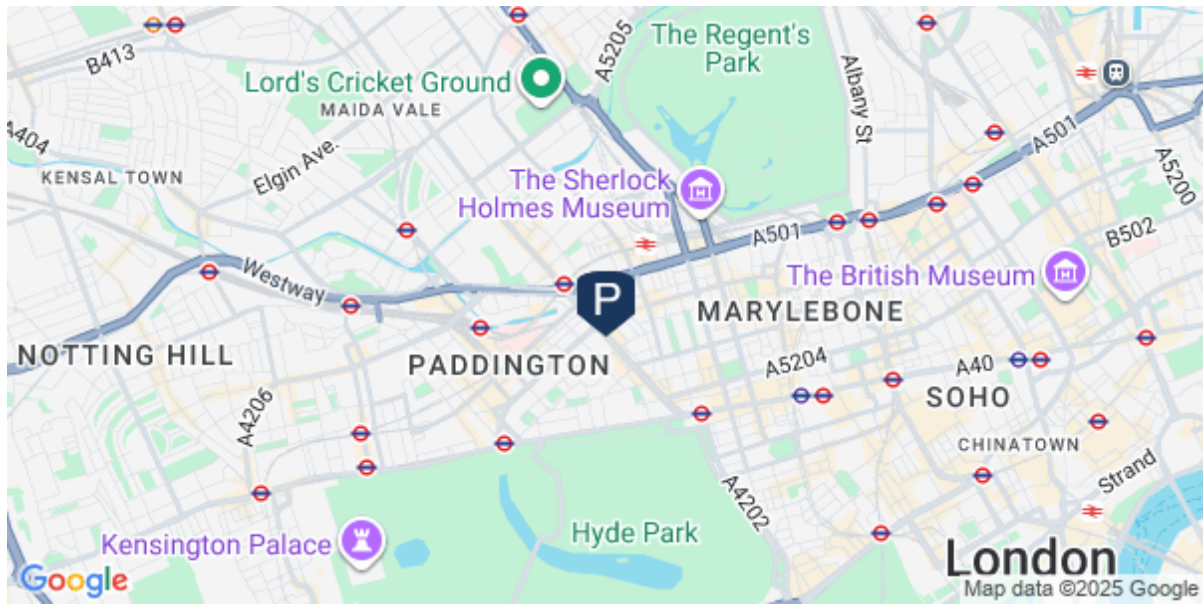 B413
A5205
The Regent's
Park
Lord's Cricket Ground
MAIDA VALE
Albany St
A404
Elgin Ave.
A501
KENSAL TOWN
A5200
The Sherlock
Holmes Museum
A501
B502
Westway
The British Museum
P
MARYLEBONE
NOTTING HILL
PADDINGTON
A5204
A40
SOHO
A4206
CHINATOWN
Strand
A4202
Hyde Park
Kensington Palace
London
Google
Map data ©2025 Google